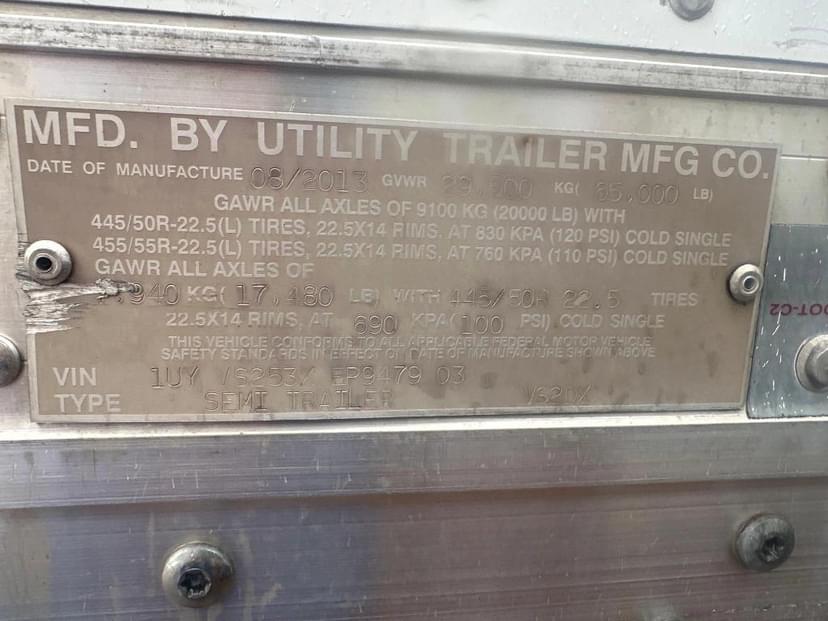 MFD. BY UTILITY TRAILER MFG CO.
DATE OF MANUFACTURE 08/2013 GVWR KG( 65,000 LB)
GAWR ALL AXLES OF 9100 KG (20000 LB) WITH
445/50R-22.5(L) TIRES, 22.5X14 RIMS, AT 830 KPA (120 PSI) COLD SINGLE
455/55R-22.5(L) TIRES, 22.5X14 RIMS, AT 760 KPA (110 PSI) COLD SINGLE
GAWR ALL AXLES OF
KG( 17,480 LB) WITH 445/50R 22.5 TIRES
22.5X14 RIMS, AT 690 KPA( 100 PSI) COLD SINGLE
THIS VEHICLE CONFORMS TO ALL APPLICABLE FEDERAL MOTOR VEHICLE
SAFETY STANDARDS IN EFFECT ON DATE OF MANUFACTURE SHOWN ABOVE
VIN 1UY
TYPE SEMI TRAILER
DOT-C2